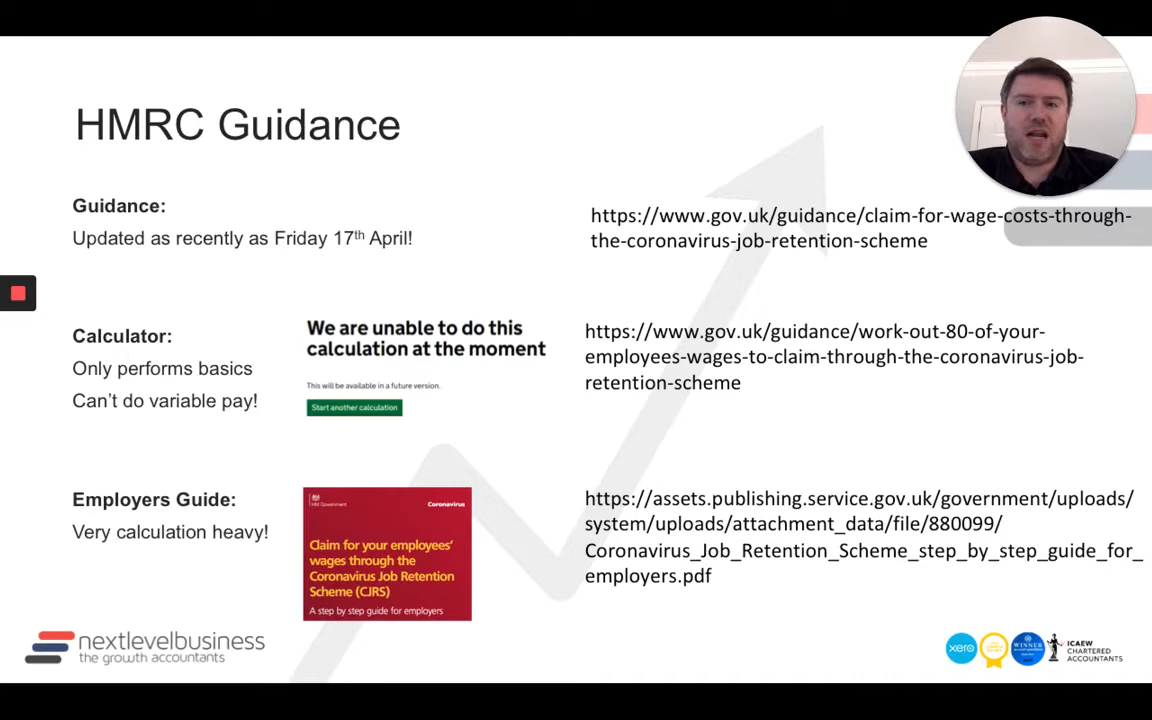 HMRC Guidance
Guidance:
Updated as recently as Friday 17th April!
https://www.gov.uk/guidance/claim-for-wage-costs-through-
the-coronavirus-job-retention-scheme
Calculator:
Only performs basics
Can't do variable pay!
We are unable to do this
calculation at the moment
This will be available in a future version.
Start another calculation
https://www.gov.uk/guidance/work-out-80-of-your-
employees-wages-to-claim-through-the-coronavirus-job-
retention-scheme
Employers Guide:
Very calculation heavy!
HM Government
Coronavirus
Claim for your employees'
wages through the
Coronavirus Job Retention
Scheme (CJRS)
A step by step guide for employers
https://assets.publishing.service.gov.uk/government/uploads/
system/uploads/attachment_data/file/880099/
Coronavirus_Job_Retention_Scheme_step_by_step_guide_for_
employers.pdf
nextlevelbusiness
the growth accountants
xero
WINNER
ICAEW
CHARTERED
ACCOUNTANTS